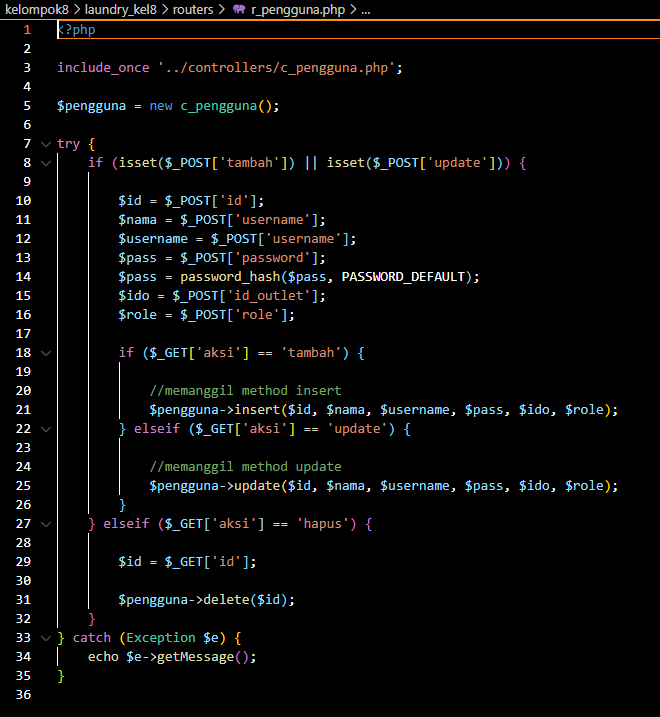 kelompok8 > laundry_kel8 > routers > r_pengguna.php > ...
1 <?php
2
3 include_once '../controllers/c_pengguna.php';
4
5 $pengguna = new c_pengguna();
6
7 try {
8 if (isset($_POST['tambah']) || isset($_POST['update'])) {
9
10 $id = $_POST['id'];
11 $nama = $_POST['username'];
12 $username = $_POST['username'];
13 $pass = $_POST['password'];
14 $pass = password_hash($pass, PASSWORD_DEFAULT);
15 $ido = $_POST['id_outlet'];
16 $role = $_POST['role'];
17
18 if ($_GET['aksi'] == 'tambah') {
19
20 //memanggil method insert
21 $pengguna->insert($id, $nama, $username, $pass, $ido, $role);
22 } elseif ($_GET['aksi'] == 'update') {
23
24 //memanggil method update
25 $pengguna->update($id, $nama, $username, $pass, $ido, $role);
26 }
27 } elseif ($_GET['aksi'] == 'hapus') {
28
29 $id = $_GET['id'];
30
31 $pengguna->delete($id);
32 }
33 } catch (Exception $e) {
34 echo $e->getMessage();
35 }
36